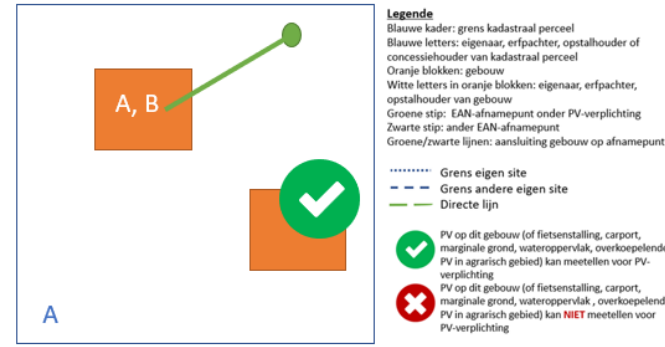 A, B
A
Legende
Blauwe kader: grens kadastraal perceel
Blauwe letters: eigenaar, erfpachter, opstalhouder of
concessiehouder van kadastraal perceel
Oranje blokken: gebouw
Witte letters in oranje blokken: eigenaar, erfpachter,
opstalhouder van gebouw
Groene stip: EAN-afnamepunt onder PV-verplichting
Zwarte stip: ander EAN-afnamepunt
Groene/zwarte lijnen: aansluiting gebouw op afnamepunt
Grens eigen site
Grens andere eigen site
Directe lijn
PV op dit gebouw (of fietsenstalling, carport,
marginale grond, wateroppervlak, overkoepelende
PV in agrarisch gebied) kan meetellen voor PV-
verplichting
PV op dit gebouw (of fietsenstalling, carport,
marginale grond, wateroppervlak , overkoepelend
PV in agrarisch gebied) kan NIET meetellen voor
PV-verplichting